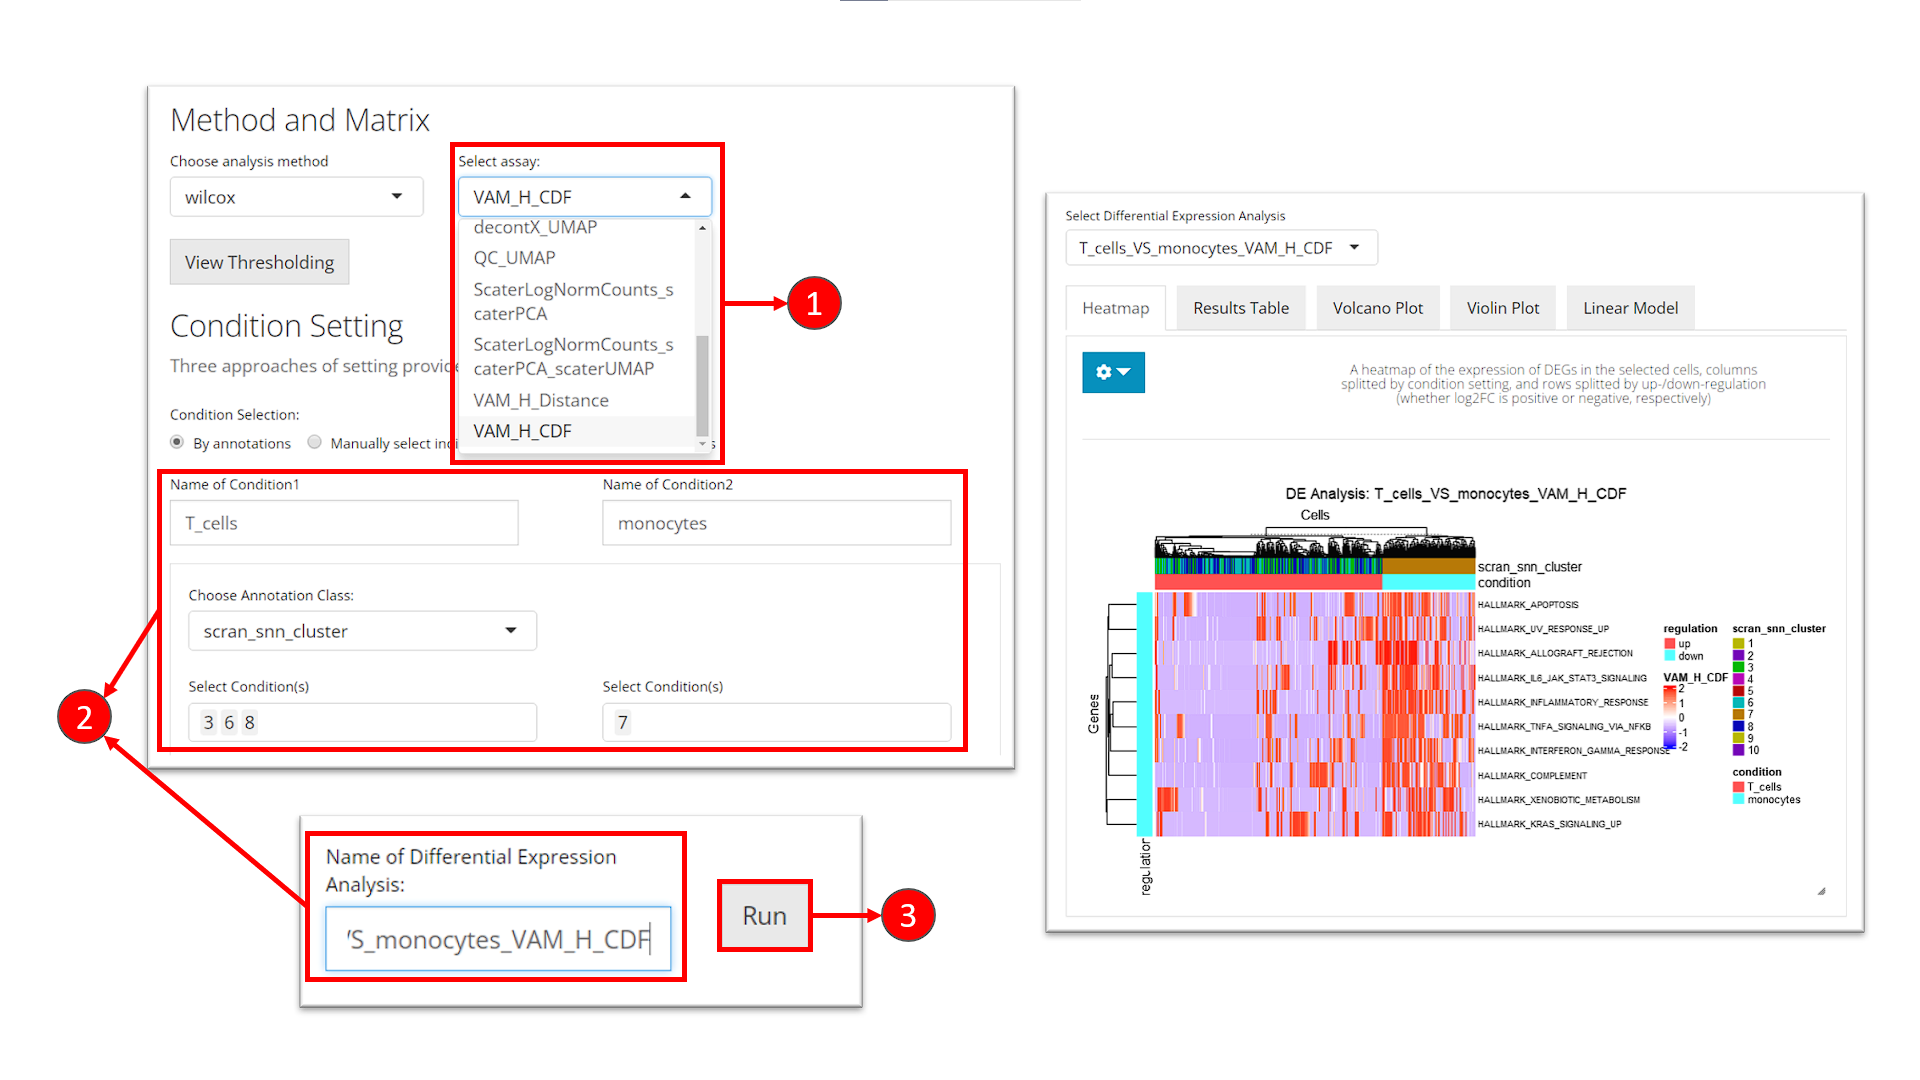 Method and Matrix
Choose analysis method
wilcox
Select assay:
VAM_H_CDF
decontX_UMAP
QC_UMAP
ScaterLogNormCounts_s
caterPCA
ScaterLogNormCounts_s
caterPCA_scaterUMAP
VAM_H_Distance
VAM_H_CDF
1
View Thresholding
Condition Setting
Three approaches of setting
Condition Selection:
By annotations
Manually select
s
Name of Condition1
T_cells
Name of Condition2
monocytes
Choose Annotation Class:
scran_snn_cluster
Select Condition(s)
3 6 8
Select Condition(s)
7
2
Name of Differential Expression
Analysis:
'S_monocytes_VAM_H_CDF
Run
3
Select Differential Expression Analysis
T_cells_VS_monocytes_VAM_H_CDF
Heatmap
Results Table
Volcano Plot
Violin Plot
Linear Model
A heatmap of the expression of DEGs in the selected cells, columns
splitted by condition setting, and rows splitted by up-/down-regulation
(whether log2FC is positive or negative, respectively)
DE Analysis: T_cells_VS_monocytes_VAM_H_CDF
Cells
scran_snn_cluster
condition
HALLMARK_APOPTOSIS
HALLMARK_UV_RESPONSE_UP
HALLMARK_ALLOGRAFT_REJECTION
HALLMARK_IL6_JAK_STAT3_SIGNALING
HALLMARK_INFLAMMATORY_RESPONSE
HALLMARK_TNFA_SIGNALING_VIA_NFKB
HALLMARK_INTERFERON_GAMMA_RESPONSE
HALLMARK_COMPLEMENT
HALLMARK_XENOBIOTIC_METABOLISM
HALLMARK_KRAS_SIGNALING_UP
Genes
regulation
regulation
up
down
VAM_H_CDF
2
1
0
-1
-2
scran_snn_cluster
1
2
3
4
5
6
7
8
9
10
condition
T_cells
monocytes